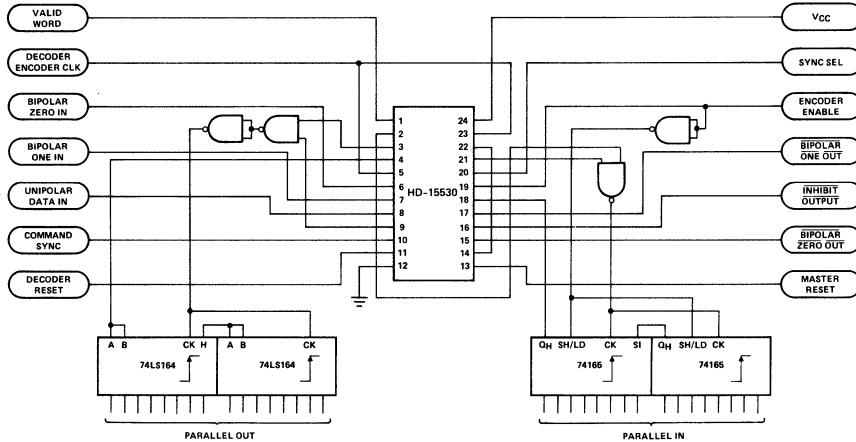 VALID
WORD
DECODER
ENCODER CLK
BIPOLAR
ZERO IN
BIPOLAR
ONE IN
UNIPOLAR
DATA IN
COMMAND
SYNC
DECODER
RESET
1
2
3
4
5
6
7
8
9
10
11
12
HD-15530
24
23
22
21
20
19
18
17
16
15
14
13
VCC
SYNC SEL
ENCODER
ENABLE
BIPOLAR
ONE OUT
INHIBIT
OUTPUT
BIPOLAR
ZERO OUT
MASTER
RESET
A B CK H A B CK
74LS164 74LS164
PARALLEL OUT
QH SH/LD CK SI QH SH/LD CK
74165 74165
PARALLEL IN